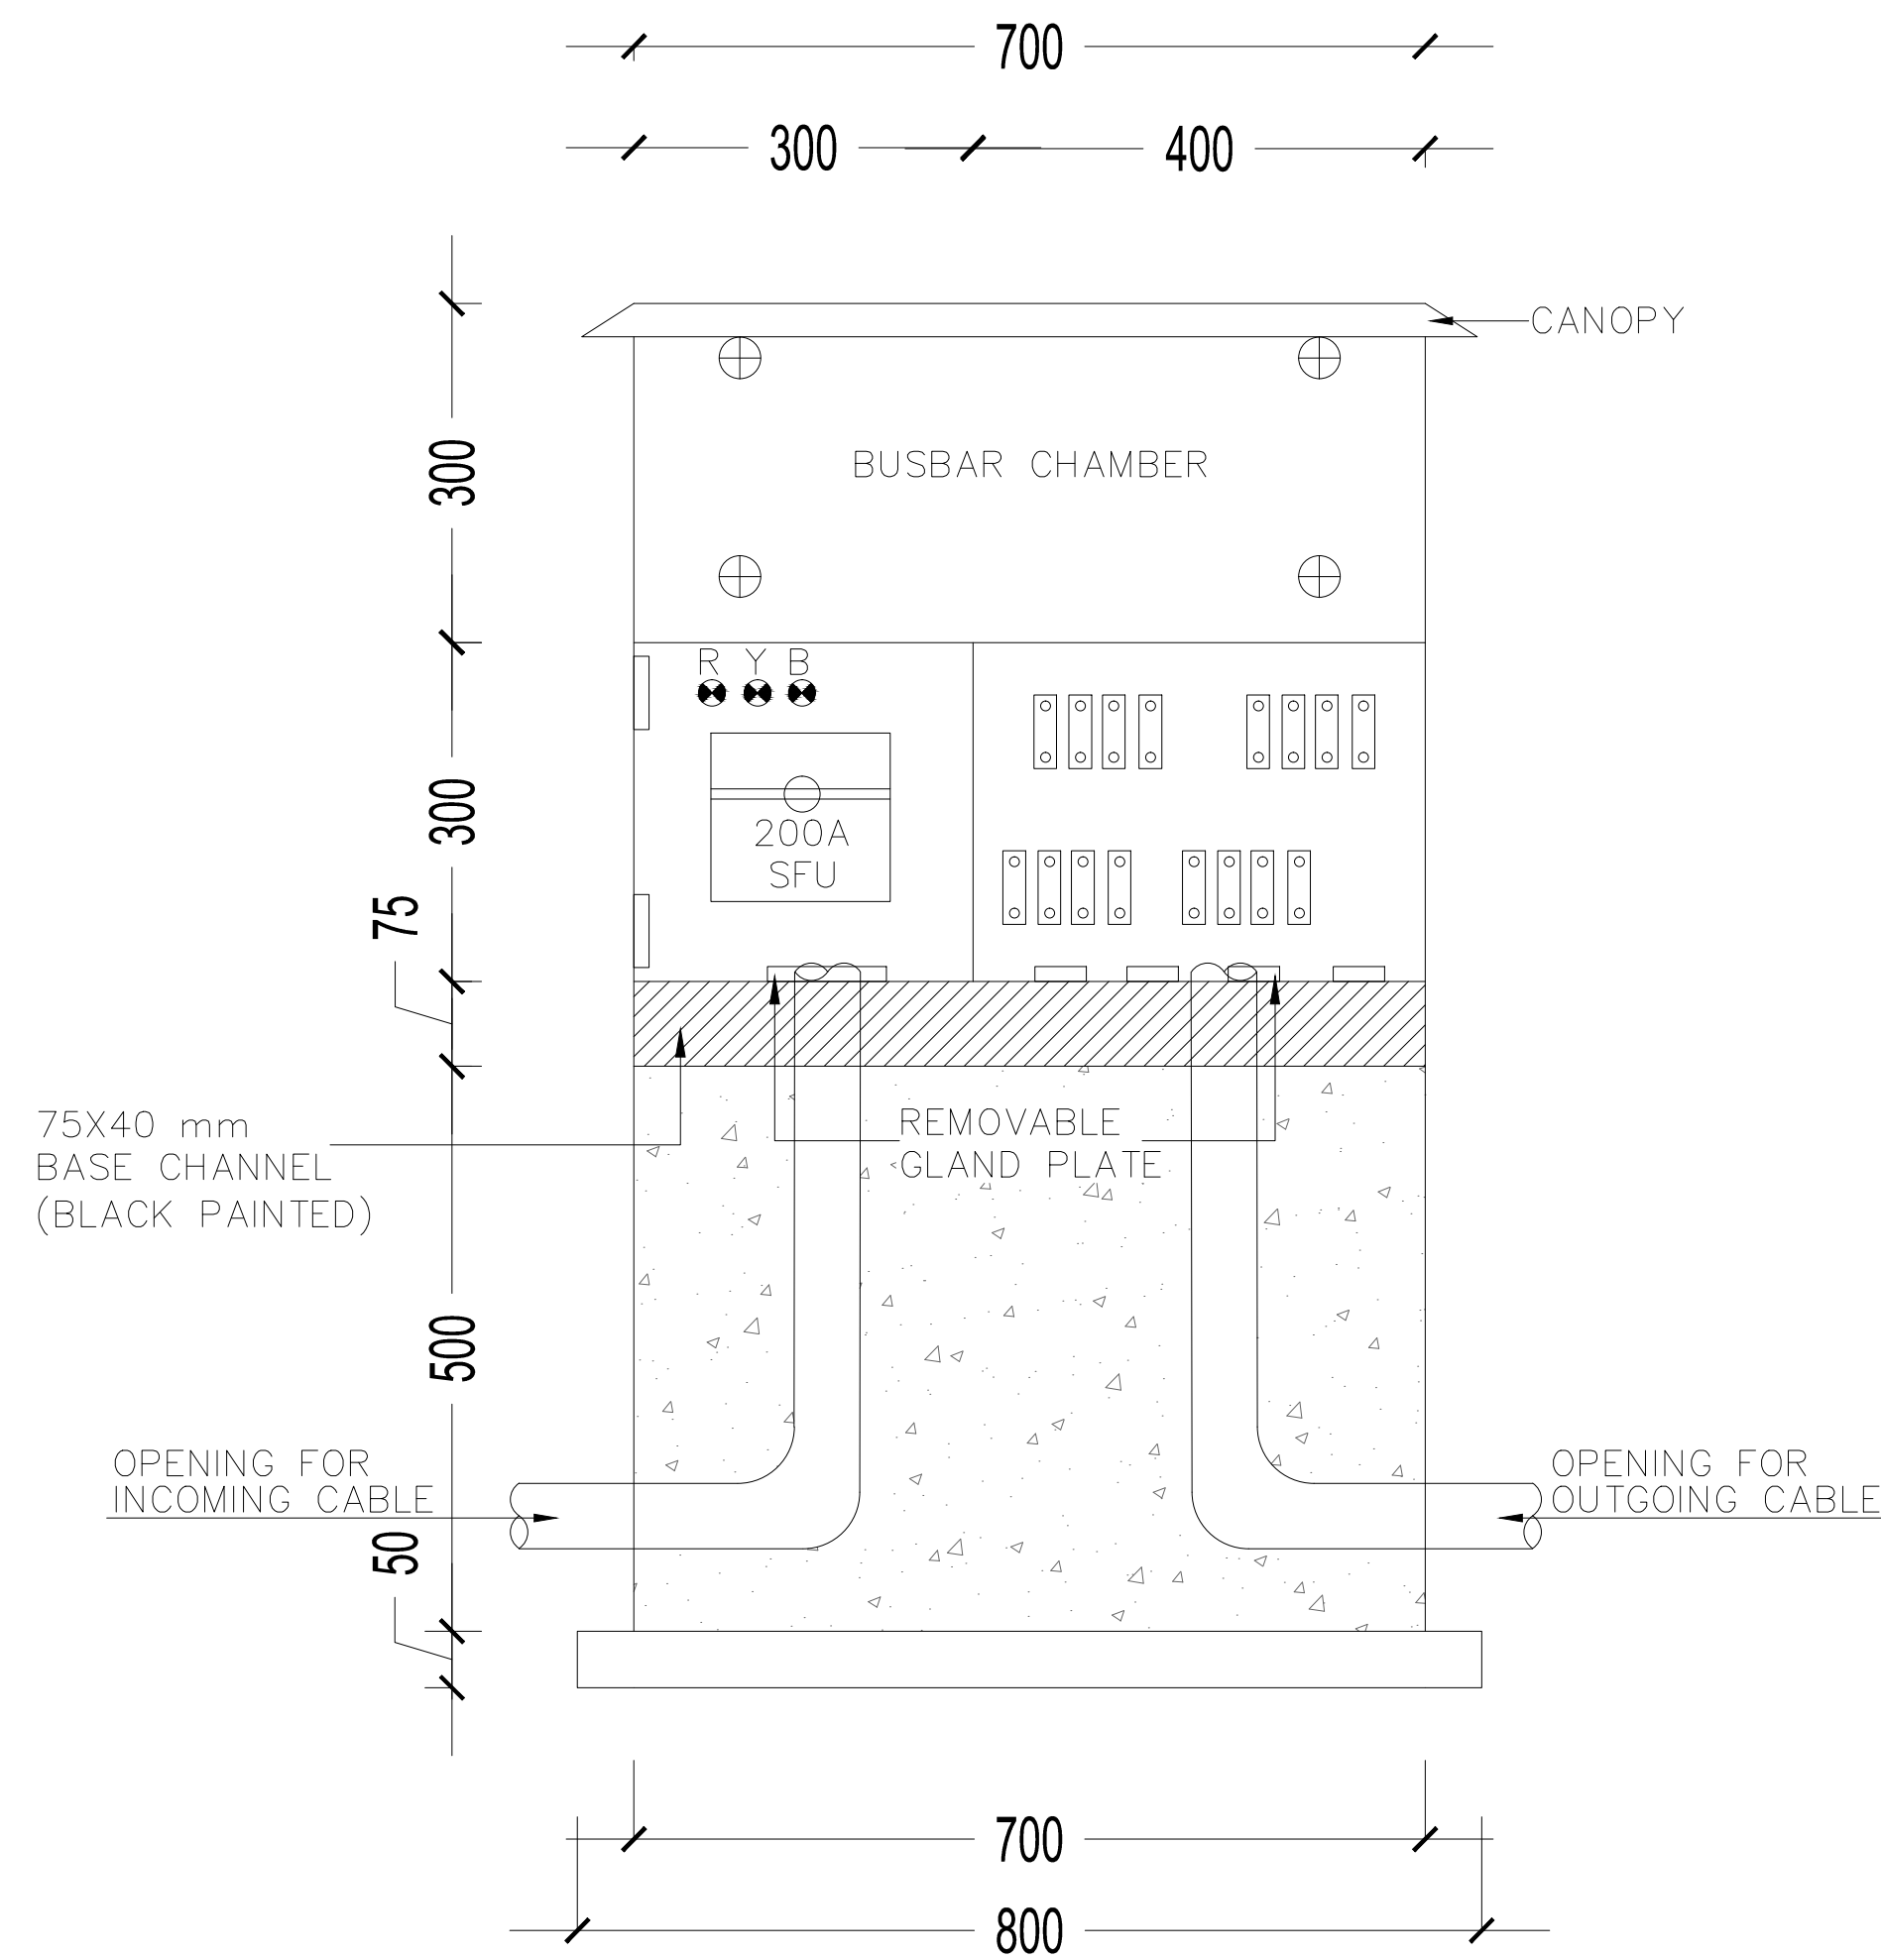 700
300
400
CANOPY
300
BUSBAR CHAMBER
R Y B
300
200A
SFU
75
75X40 mm
BASE CHANNEL
(BLACK PAINTED)
REMOVABLE
GLAND PLATE
500
OPENING FOR
INCOMING CABLE
OPENING FOR
OUTGOING CABLE
50
700
800